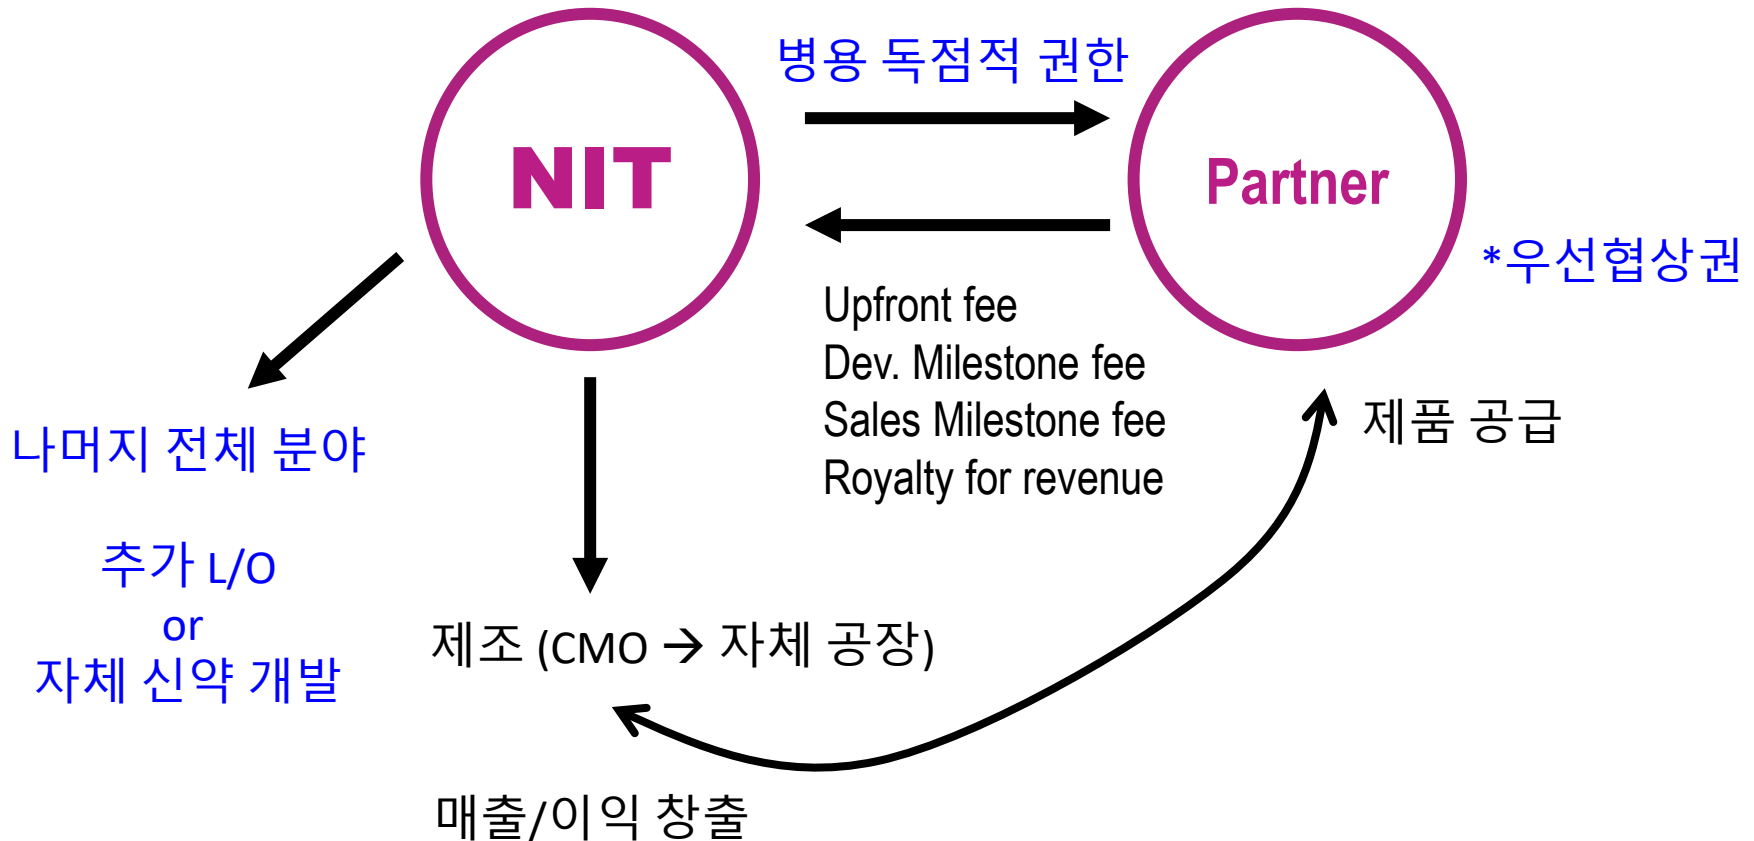 병용 독점적 권한
NIT
Partner
*우선협상권
Upfront fee
Dev. Milestone fee
Sales Milestone fee
Royalty for revenue
제품 공급
나머지 전체 분야
추가 L/O
or
자체 신약 개발
제조 (CMO → 자체 공장)
매출/이익 창출